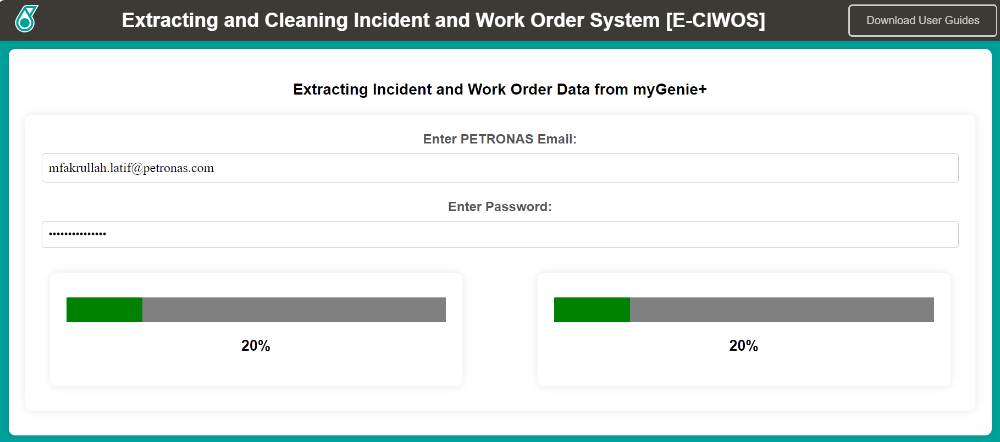 Extracting and Cleaning Incident and Work Order System [E-CIWOS]
Download User Guides
Extracting Incident and Work Order Data from myGenie+
Enter PETRONAS Email:
mfakrullah.latif@petronas.com
Enter Password:
•••••••••••••••
20%
20%